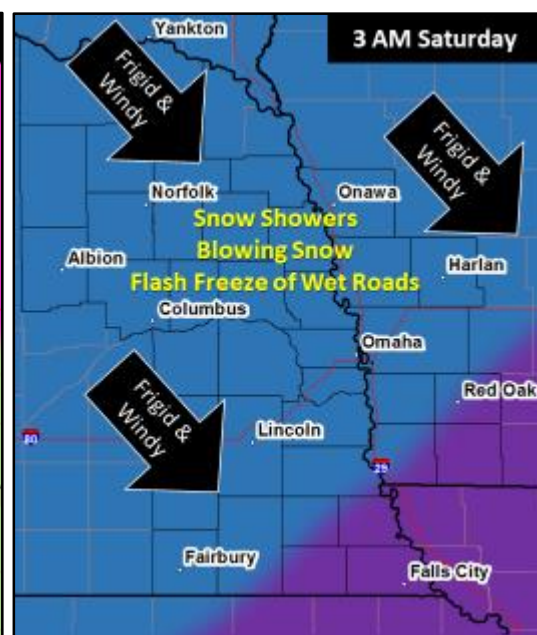 Yankton
3 AM Saturday
Frigid &
Windy
Frigid &
Windy
Norfolk
Onawa
Snow Showers
Blowing Snow
Flash Freeze of Wet Roads
Albion
Harlan
Columbus
Omaha
Frigid &
Windy
Red Oak
80
Lincoln
29
Fairbury
Falls City